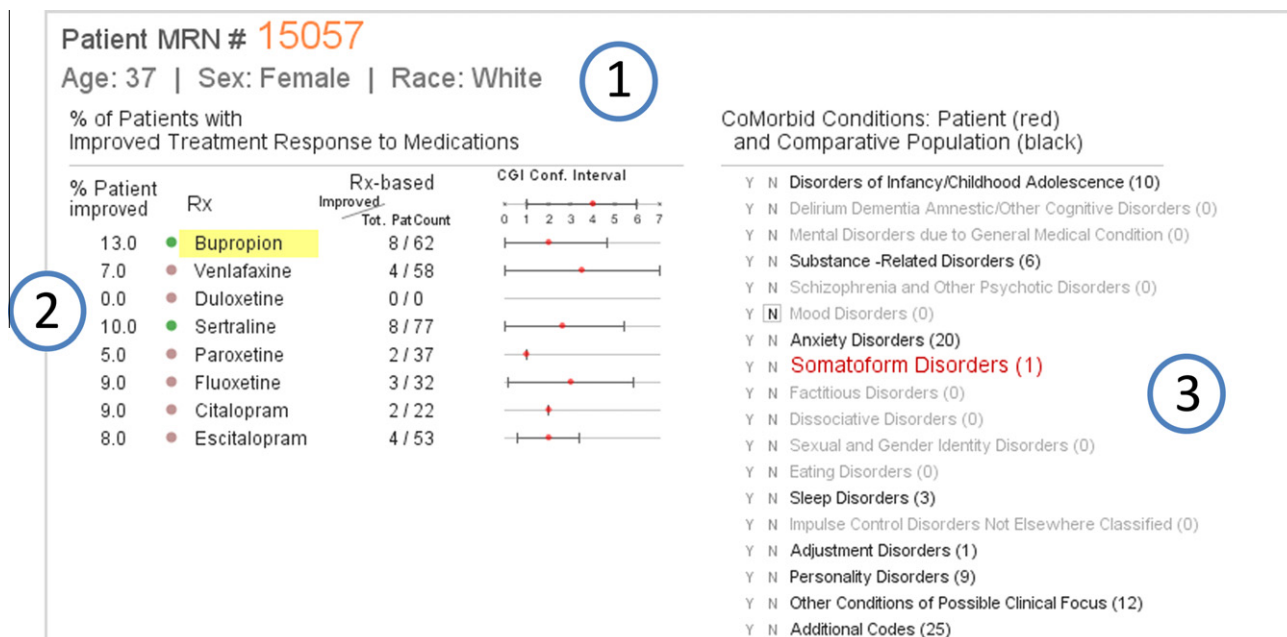 Patient MRN # 15057
Age: 37 | Sex: Female | Race: White
1
% of Patients with
Improved Treatment Response to Medications
% Patient
improved
Rx
Rx-based
Improved
Tot. PatCount
CGI Conf. Interval
0 1 2 3 4 5 6 7
13.0 Bupropion 8 / 62
7.0 Venlafaxine 4 / 58
0.0 Duloxetine 0 / 0
10.0 Sertraline 8 / 77
5.0 Paroxetine 2 / 37
9.0 Fluoxetine 3 / 32
9.0 Citalopram 2 / 22
8.0 Escitalopram 4 / 53
2
CoMorbid Conditions: Patient (red)
and Comparative Population (black)
Y N Disorders of Infancy/Childhood Adolescence (10)
Y N Delirium Dementia Amnestic/Other Cognitive Disorders (0)
Y N Mental Disorders due to General Medical Condition (0)
Y N Substance -Related Disorders (6)
Y N Schizophrenia and Other Psychotic Disorders (0)
Y N Mood Disorders (0)
Y N Anxiety Disorders (20)
Y N Somatoform Disorders (1)
Y N Factitious Disorders (0)
Y N Dissociative Disorders (0)
Y N Sexual and Gender Identity Disorders (0)
Y N Eating Disorders (0)
Y N Sleep Disorders (3)
Y N Impulse Control Disorders Not Elsewhere Classified (0)
Y N Adjustment Disorders (1)
Y N Personality Disorders (9)
Y N Other Conditions of Possible Clinical Focus (12)
Y N Additional Codes (25)
3